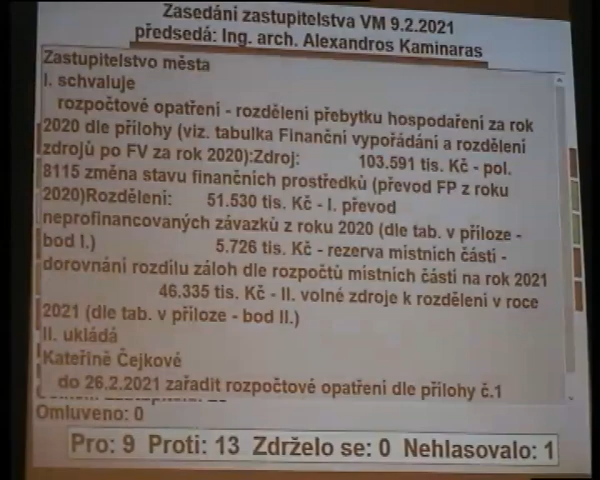 Zasedání zastupitelstva VM 9.2.2021
předsedá: Ing. arch. Alexandros Kaminaras
Zastupitelstvo města
I. schvaluje
rozpočtové opatření - rozdělení přebytku hospodaření za rok
2020 dle přílohy (viz. tabulka Finanční vypořádání a rozdělení
zdrojů po FV za rok 2020):Zdroj: 103.591 tis. Kč - pol.
8115 změna stavu finančních prostředků (převod FP z roku
2020)Rozdělení: 51.530 tis. Kč - I. převod
neprofinancovaných závazků z roku 2020 (dle tab. v příloze -
bod I.) 5.726 tis. Kč - rezerva místních části -
dorovnání rozdílu záloh dle rozpočtů místních části na rok 2021
46.335 tis. Kč - II. volné zdroje k rozdělení v roce
2021 (dle tab. v příloze - bod II.)
II. ukládá
Kateřině Čejkové
do 26.2.2021 zařadit rozpočtové opatření dle přílohy č.1
Omluveno: 0
Pro: 9 Proti: 13 Zdrželo se: 0 Nehlasovalo: 1